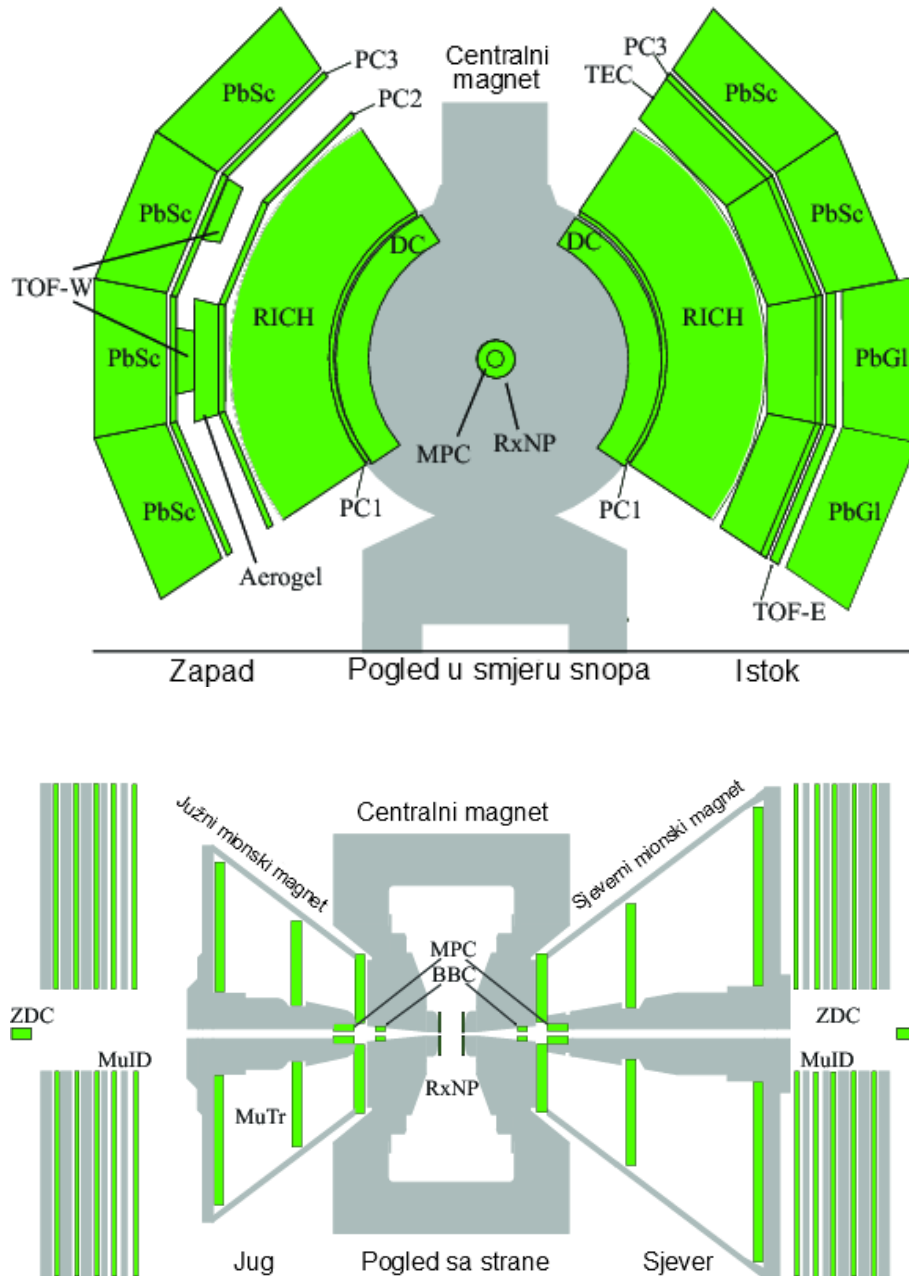 Centralni
magnet
PC3
PbSc
PC2
PC3
TEC
PbSc
PbSc
PbSc
DC
DC
TOF-W
RICH
RICH
PbSc
PbGl
MPC
RxNP
PbSc
PC1
PC1
PbGl
Aerogel
TOF-E
Zapad
Pogled u smjeru snopa
Istok
Centralni magnet
Južni mionski magnet
Sjeverni mionski magnet
MPC
BBC
ZDC
ZDC
MuID
MuID
RxNP
MuTr
Jug
Pogled sa strane
Sjever